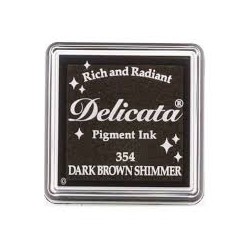 Rich and Radiant
Delicata®
Pigment Ink
354
DARK BROWN SHIMMER